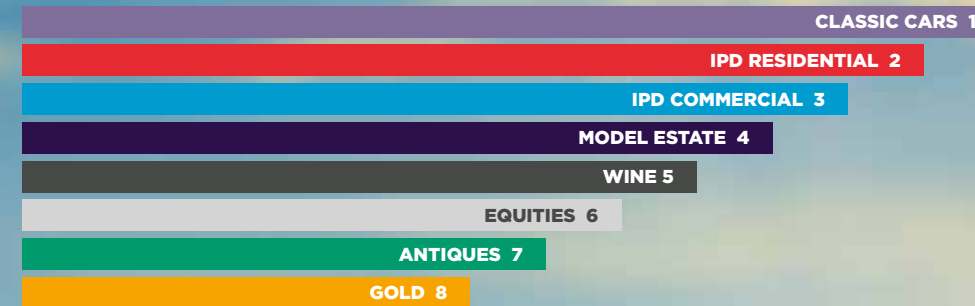 CLASSIC CARS 1
IPD RESIDENTIAL 2
IPD COMMERCIAL 3
MODEL ESTATE 4
WINE 5
EQUITIES 6
ANTIQUES 7
GOLD 8